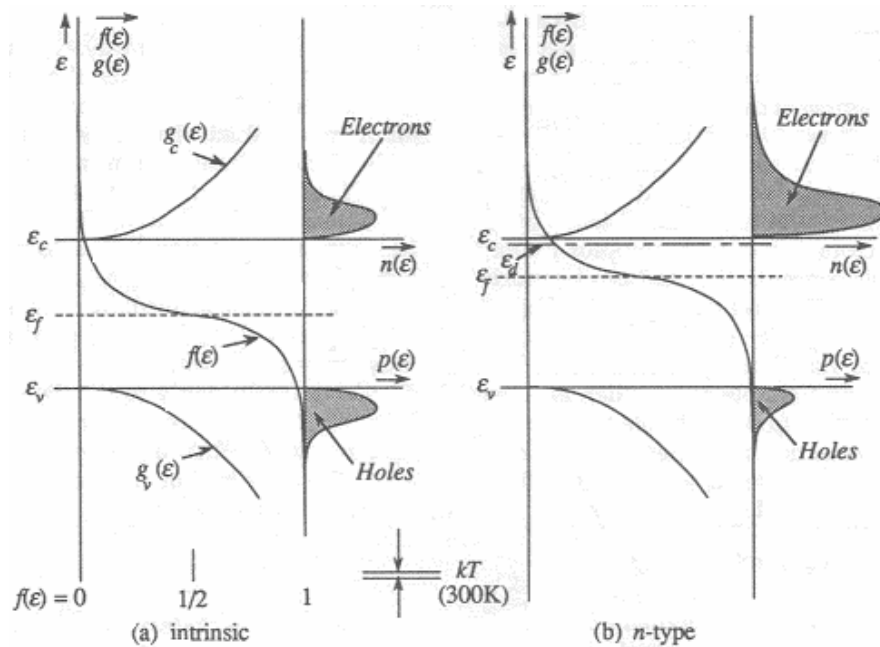 f(ε)
ε g(ε)
g_c(ε)
Electrons
ε_c
n(ε)
ε_f
f(ε)
p(ε)
ε_v
g_v(ε)
Holes
kT
(300K)
f(ε) = 0 1/2 1
(a) intrinsic
f(ε)
ε g(ε)
Electrons
ε_c
ε_d
n(ε)
ε_f
p(ε)
ε_v
Holes
(b) n-type